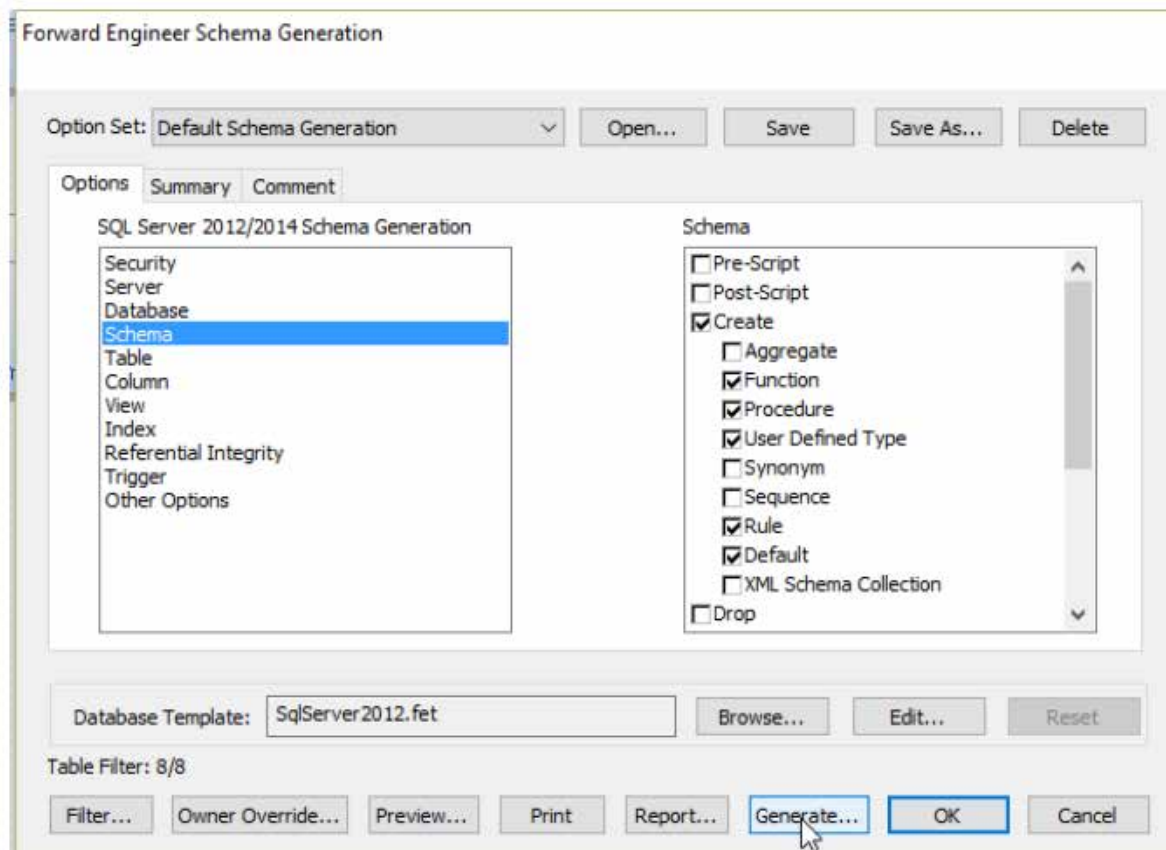 Forward Engineer Schema Generation
Option Set: Default Schema Generation Open... Save Save As... Delete
Options Summary Comment
SQL Server 2012/2014 Schema Generation
Security
Server
Database
Schema
Table
Column
View
Index
Referential Integrity
Trigger
Other Options
Schema
Pre-Script
Post-Script
Create
Aggregate
Function
Procedure
User Defined Type
Synonym
Sequence
Rule
Default
XML Schema Collection
Drop
Database Template: SqlServer2012.fet Browse... Edit... Reset
Table Filter: 8/8
Filter... Owner Override... Preview... Print Report... Generate... OK Cancel